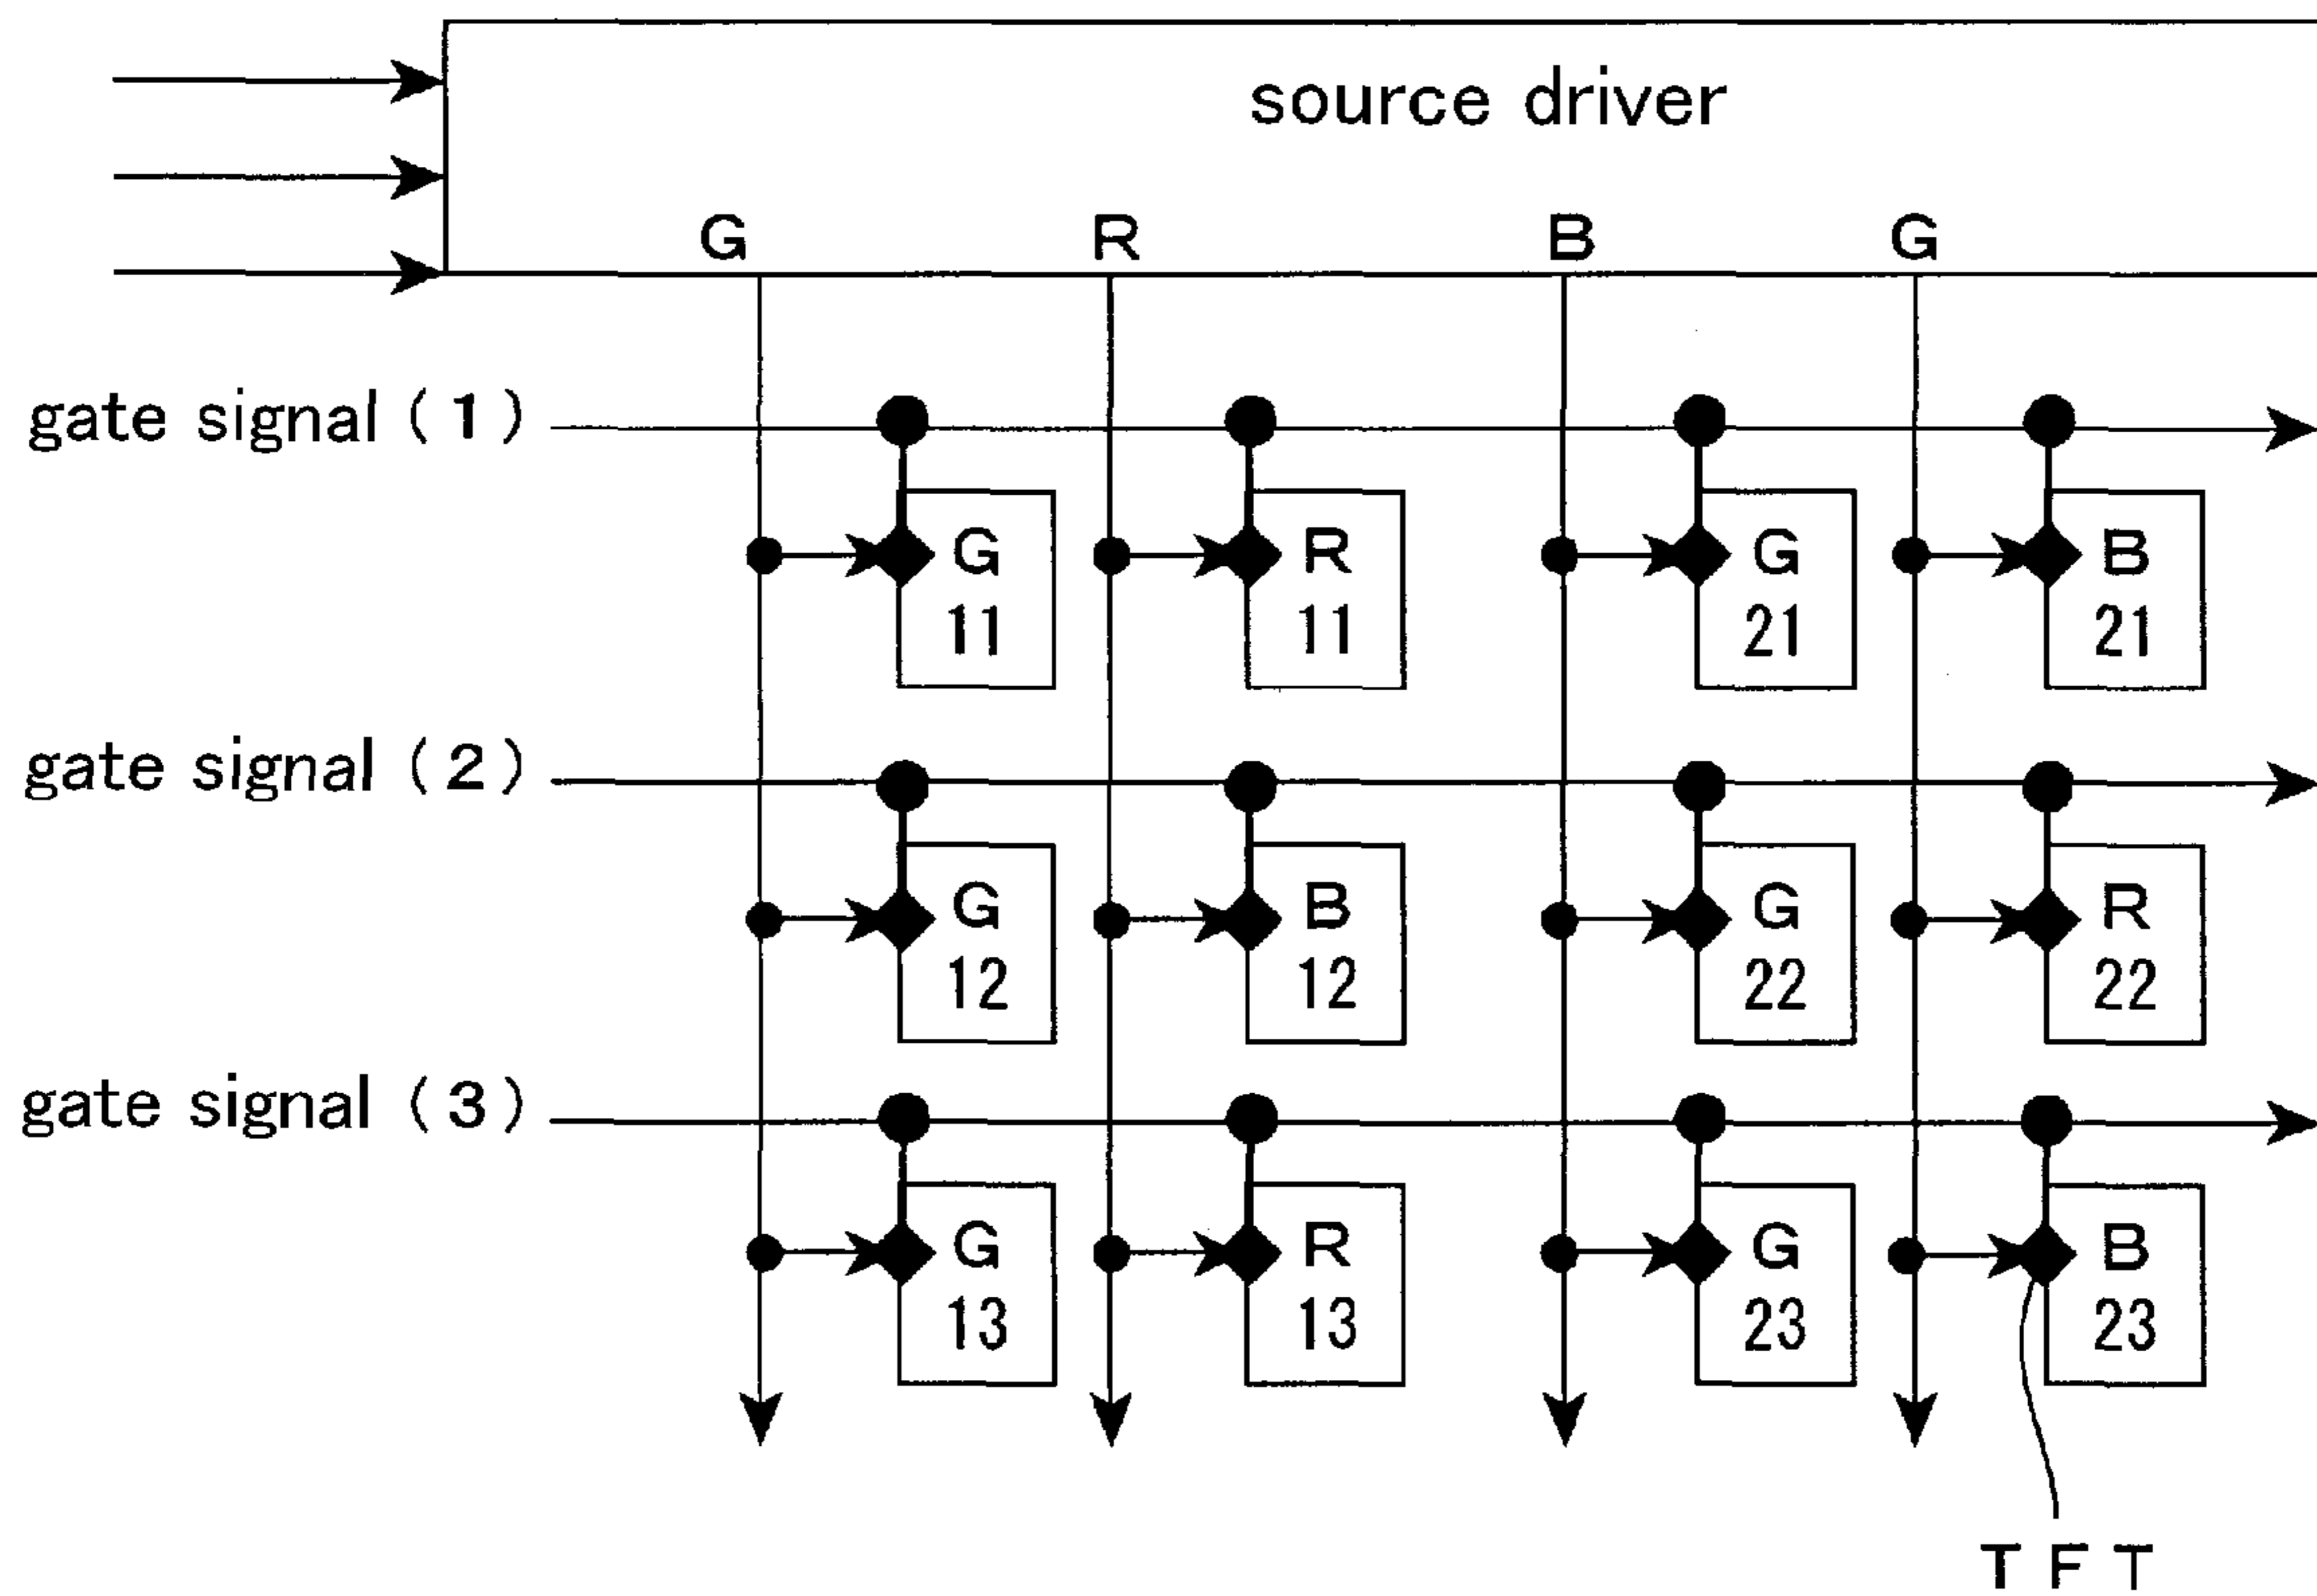 source driver
G R B G
gate signal (1)
G R G B
11 11 21 21
gate signal (2)
G B G R
12 12 22 22
gate signal (3)
G R G B
13 13 23 23
TFT